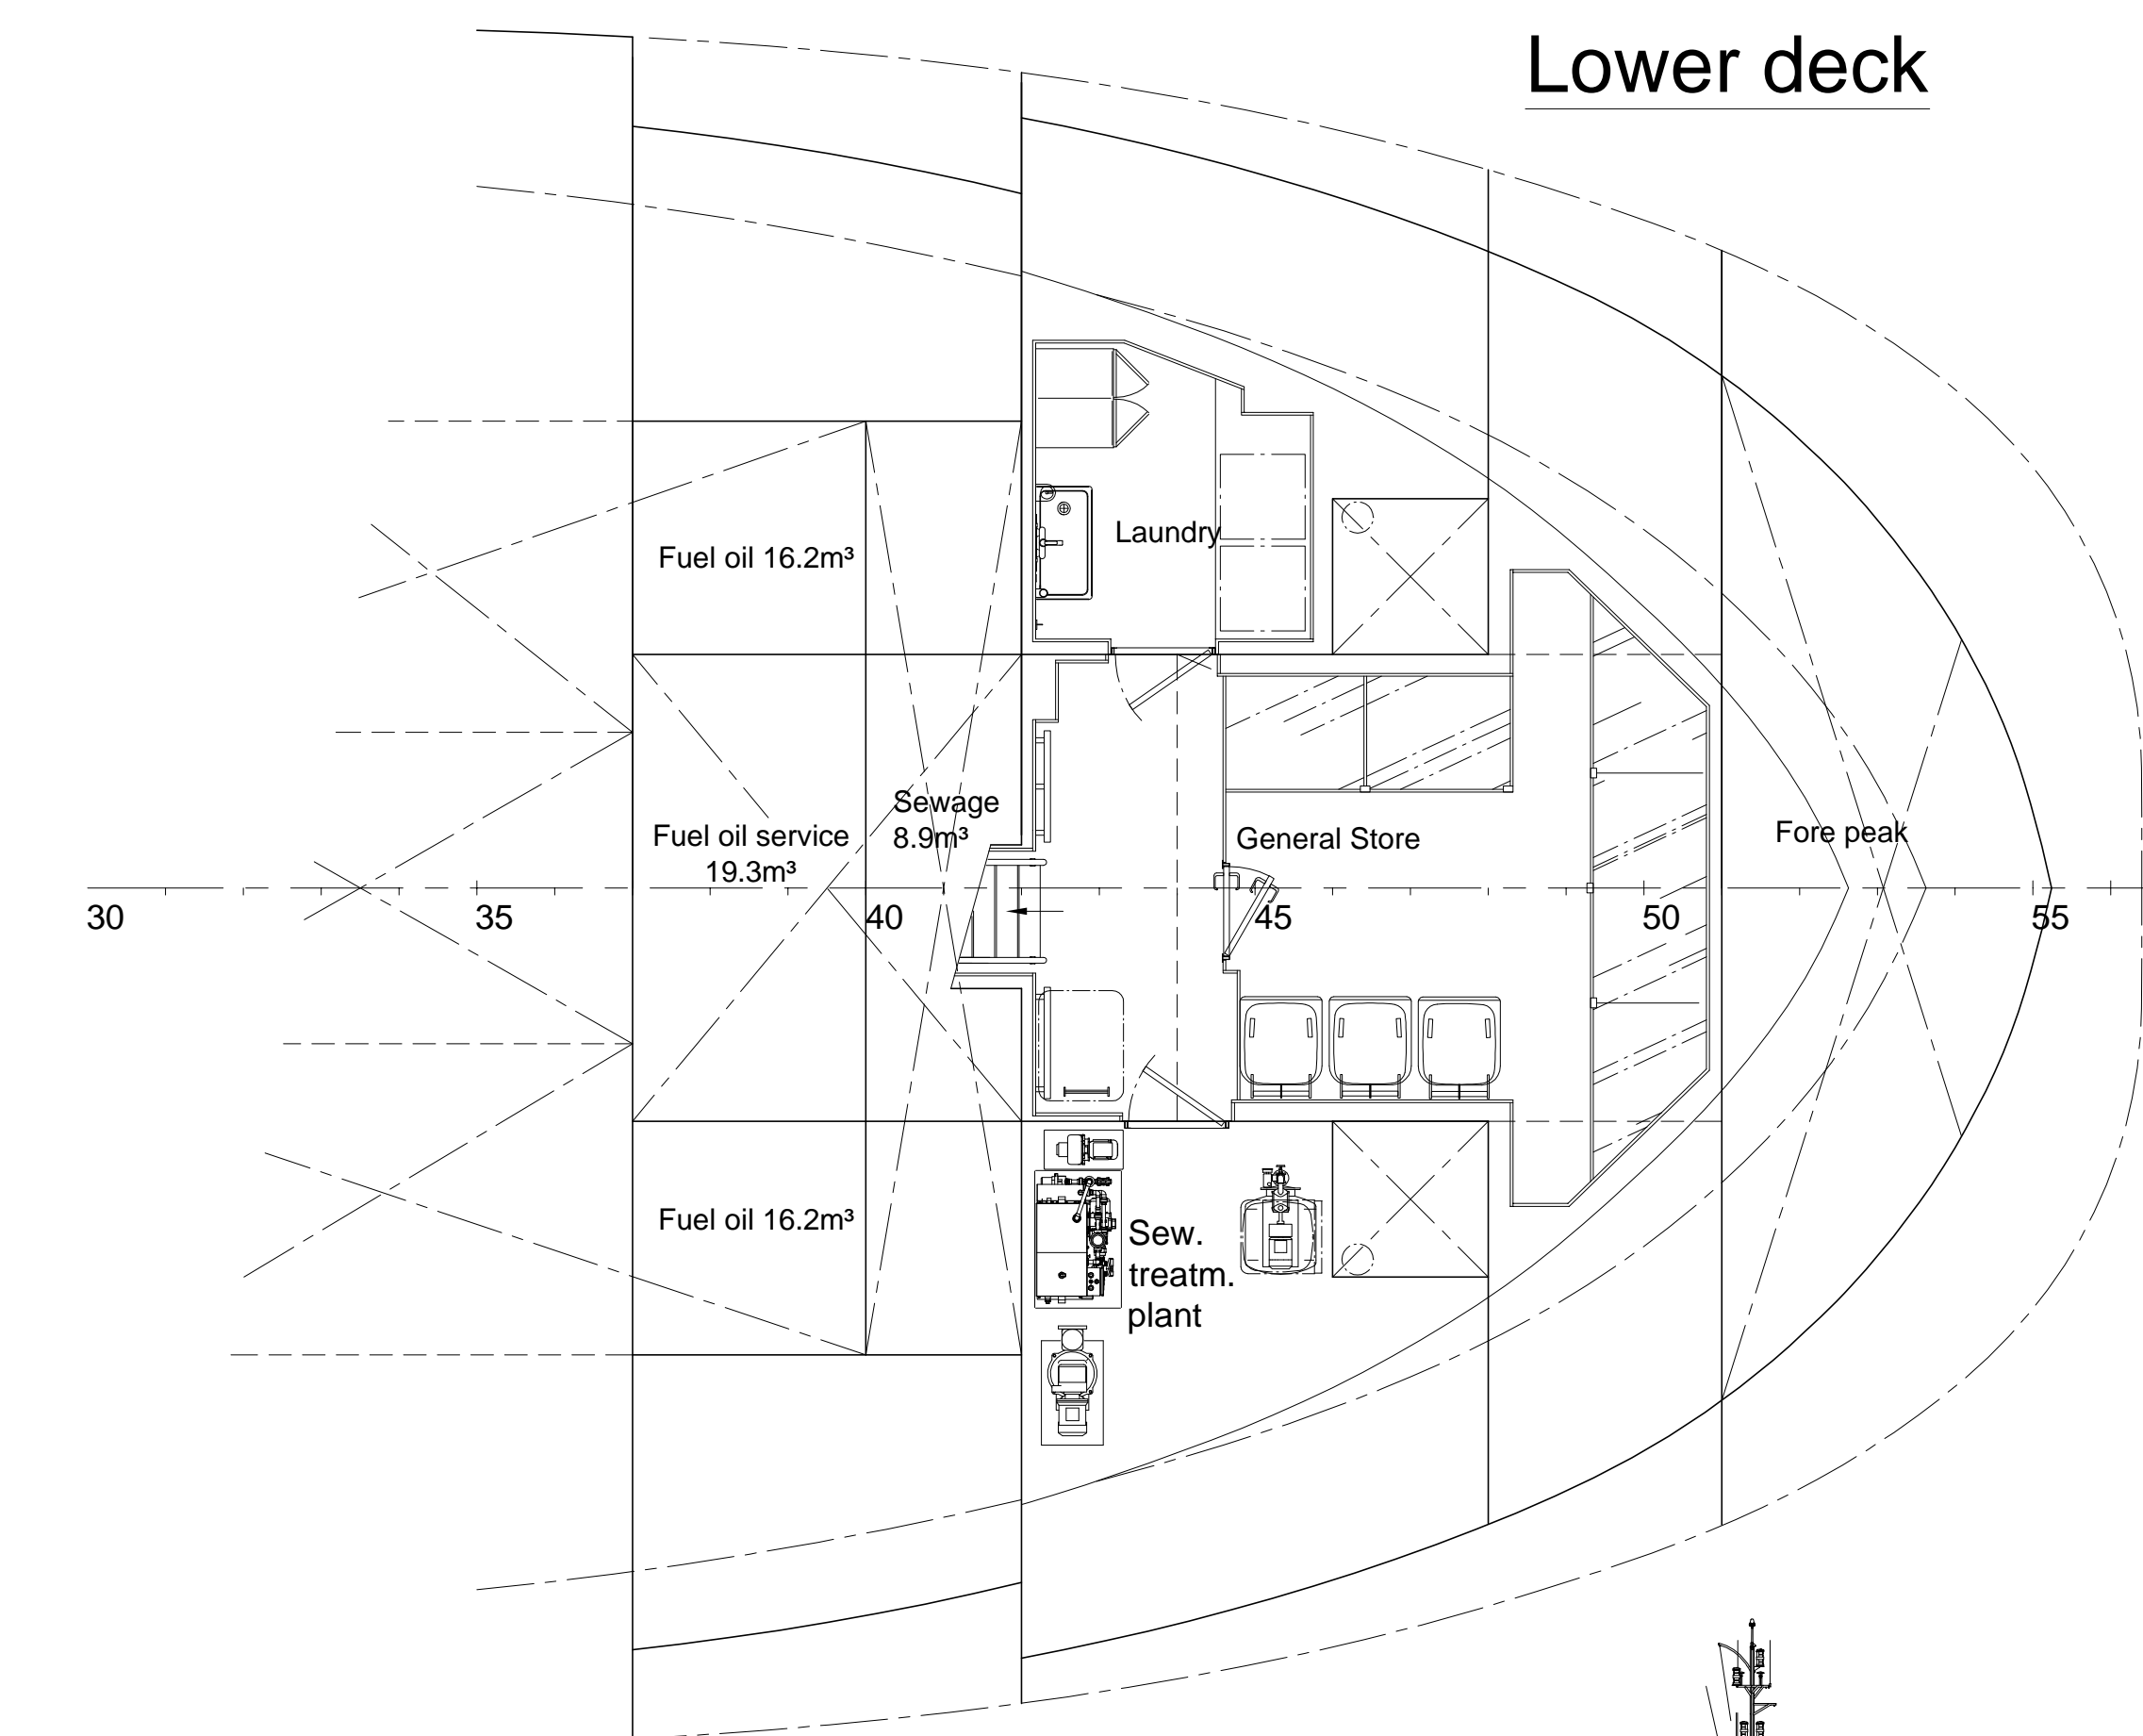 Lower deck
Laundry
Fuel oil 16.2m³
Sewage
8.9m³
Fuel oil service
19.3m³
General Store
Fore peak
30 35 40 45 50 55
Fuel oil 16.2m³
Sew.
treatm.
plant